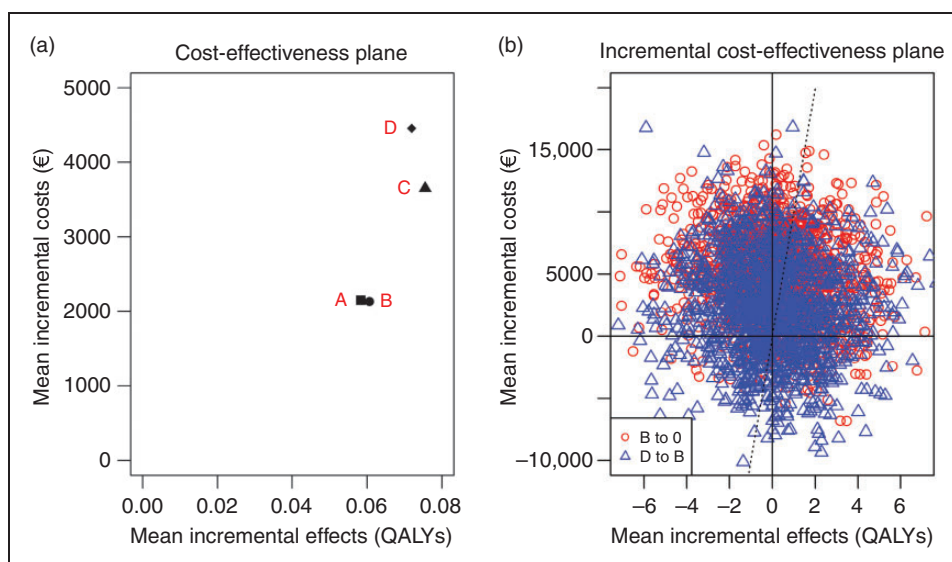 (a)
Cost-effectiveness plane
Mean incremental costs (€)
5000
4000
3000
2000
1000
0
D
C
A
B
0.00
0.02
0.04
0.06
0.08
Mean incremental effects (QALYs)
(b)
Incremental cost-effectiveness plane
Mean incremental costs (€)
15,000
5000
0
–10,000
B to 0
D to B
–6
–4
–2
0
2
4
6
Mean incremental effects (QALYs)